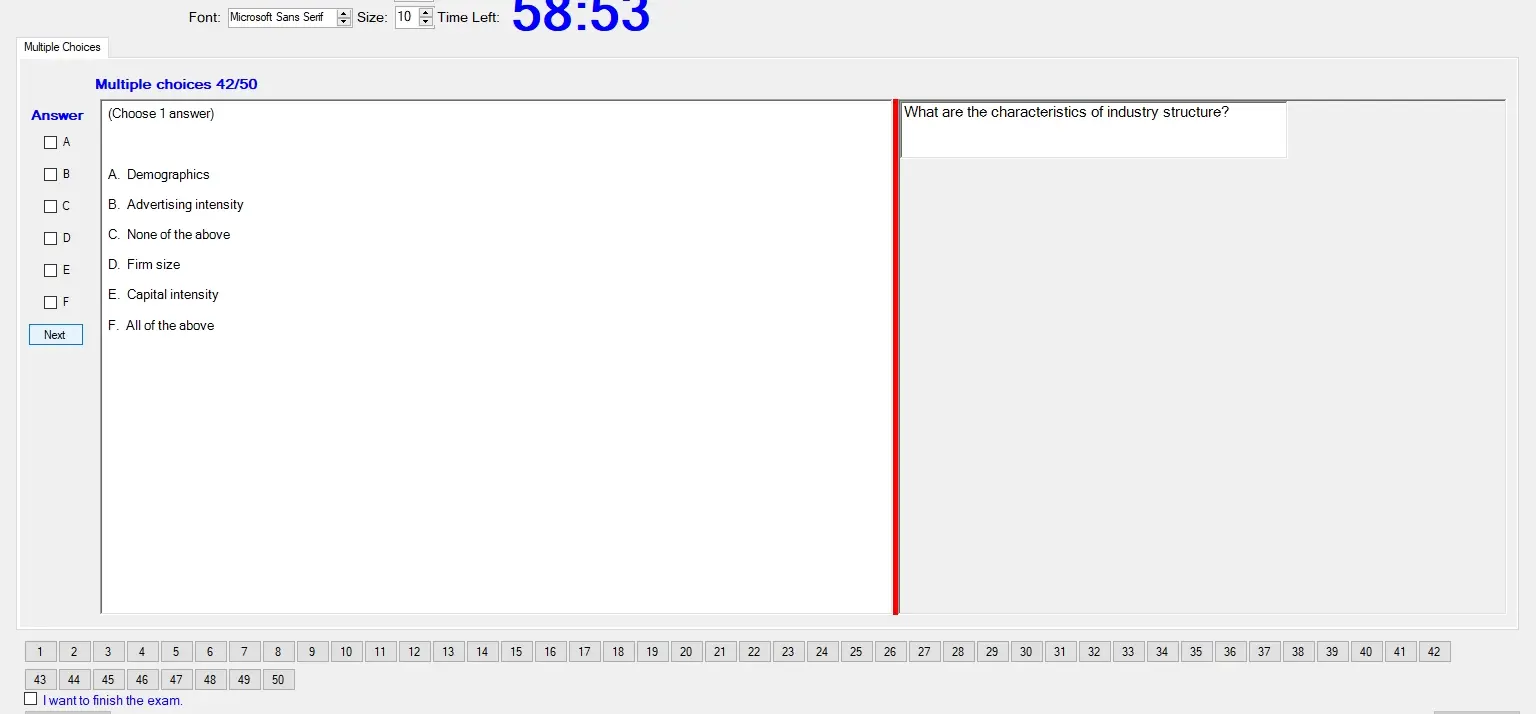 Font: Microsoft Sans Serif Size: 10 Time Left: 58:53
Multiple Choices
Multiple choices 42/50
Answer
A
B
C
D
E
F
Next
(Choose 1 answer)
A. Demographics
B. Advertising intensity
C. None of the above
D. Firm size
E. Capital intensity
F. All of the above
What are the characteristics of industry structure?
1 2 3 4 5 6 7 8 9 10 11 12 13 14 15 16 17 18 19 20 21 22 23 24 25 26 27 28 29 30 31 32 33 34 35 36 37 38 39 40 41 42
43 44 45 46 47 48 49 50
I want to finish the exam.